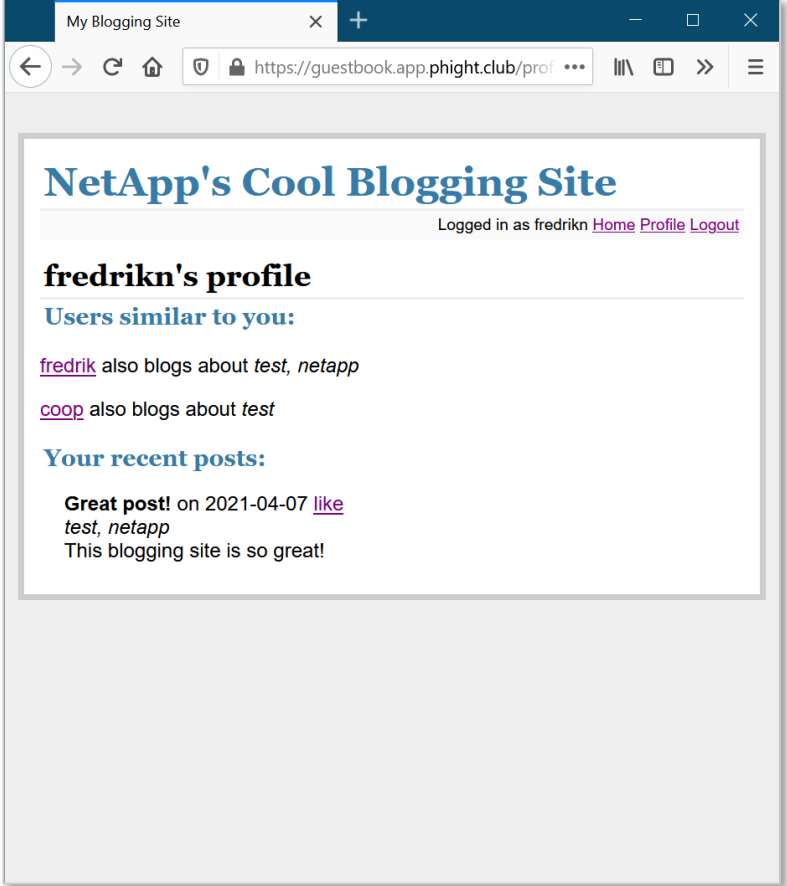 My Blogging Site
https://guestbook.app.phight.club/prof
NetApp's Cool Blogging Site
Logged in as fredrikn Home Profile Logout
fredrikn's profile
Users similar to you:
fredrik also blogs about test, netapp
coop also blogs about test
Your recent posts:
Great post! on 2021-04-07 like
test, netapp
This blogging site is so great!